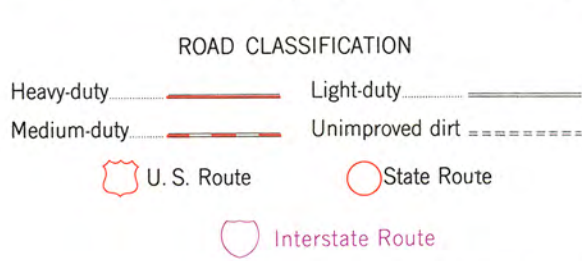 ROAD CLASSIFICATION
Heavy-duty Light-duty
Medium-duty Unimproved dirt
U. S. Route State Route
Interstate Route